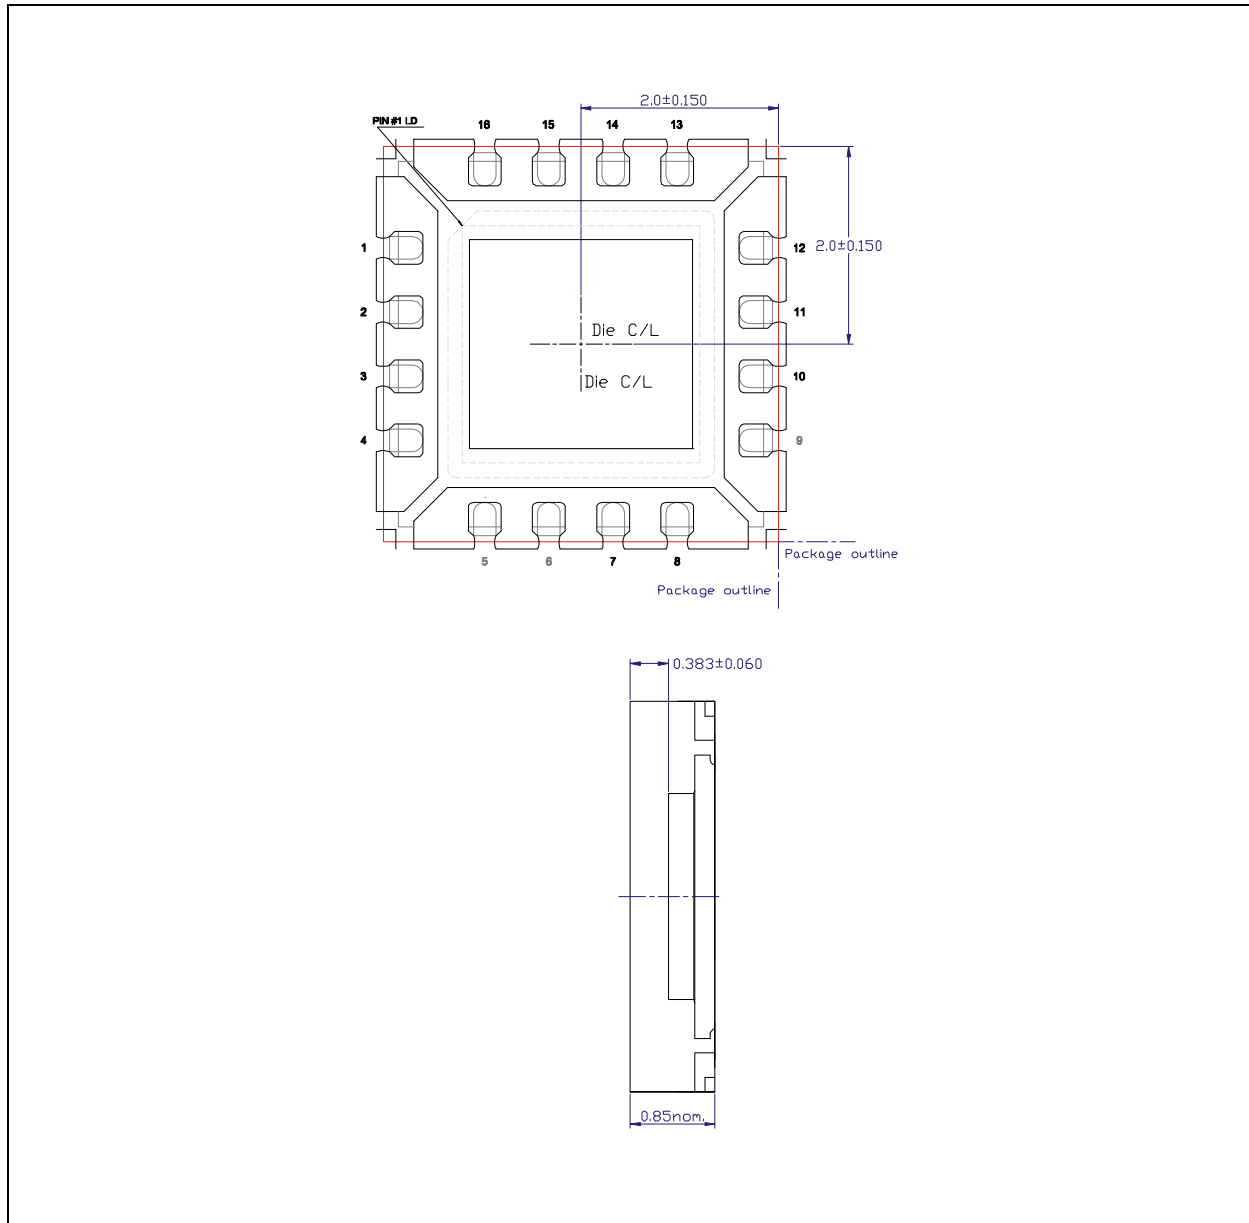 2.0±0.150
PIN #1 I.D
16 15 14 13
1
12
2.0±0.150
2
11
Die C/L
3
10
Die C/L
4
9
5 6 7 8
Package outline
Package outline
0.383±0.060
0.85nom.